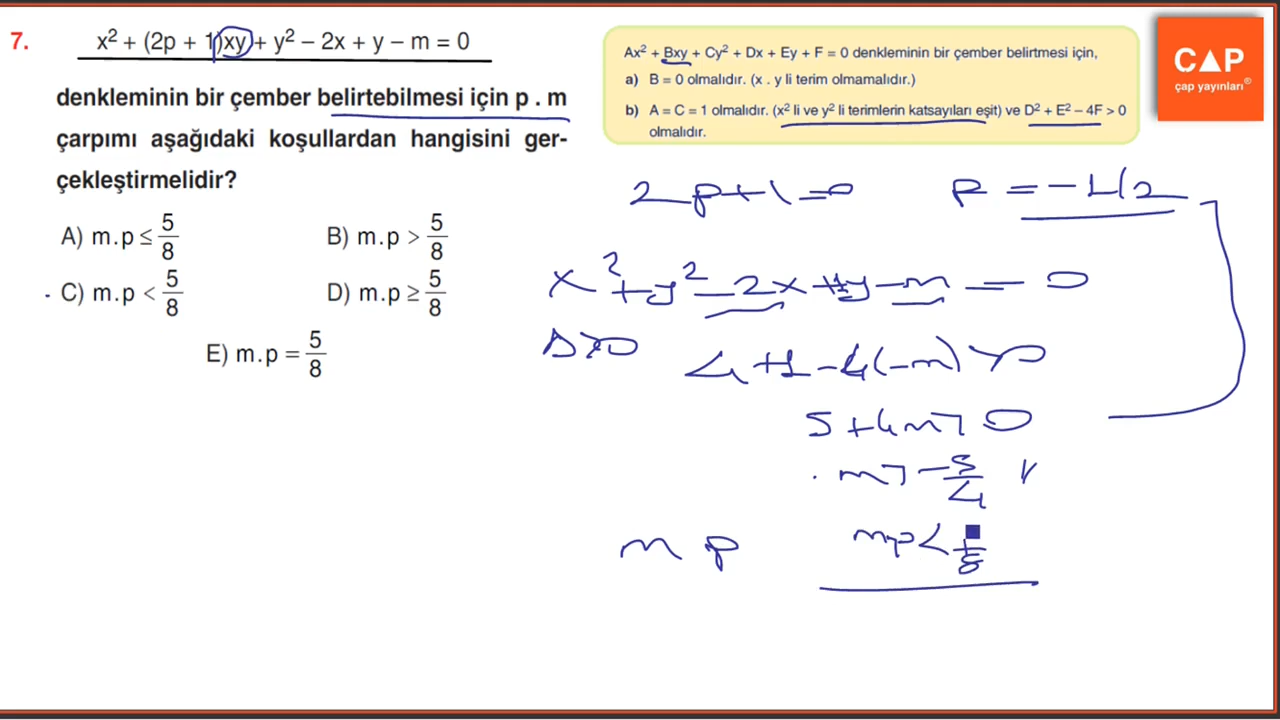 7.
x² + (2p + 1)xy + y² – 2x + y – m = 0
denkleminin bir çember belirtebilmesi için p . m
çarpımı aşağıdaki koşullardan hangisini ger-
çekleştirmelidir?
A) m.p ≤ 5/8
B) m.p > 5/8
C) m.p < 5/8
D) m.p ≥ 5/8
E) m.p = 5/8
Ax² + Bxy + Cy² + Dx + Ey + F = 0 denkleminin bir çember belirtmesi için,
a) B = 0 olmalıdır. (x . y li terim olmamalıdır.)
b) A = C = 1 olmalıdır. (x² li ve y² li terimlerin katsayıları eşit) ve D² + E² – 4F > 0
olmalıdır.
ÇAP
çap yayınları®
2p+1=0 p = -1/2
x²+y²-2x+y-m=0
Δ>0 4+1-4(-m)>0
5+4m>0
m>-5/4
m p mp<